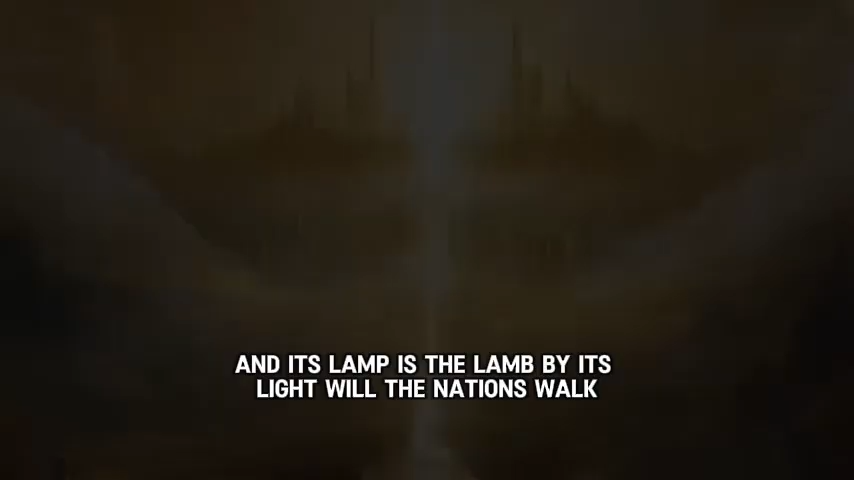 AND ITS LAMP IS THE LAMB BY ITS
LIGHT WILL THE NATIONS WALK